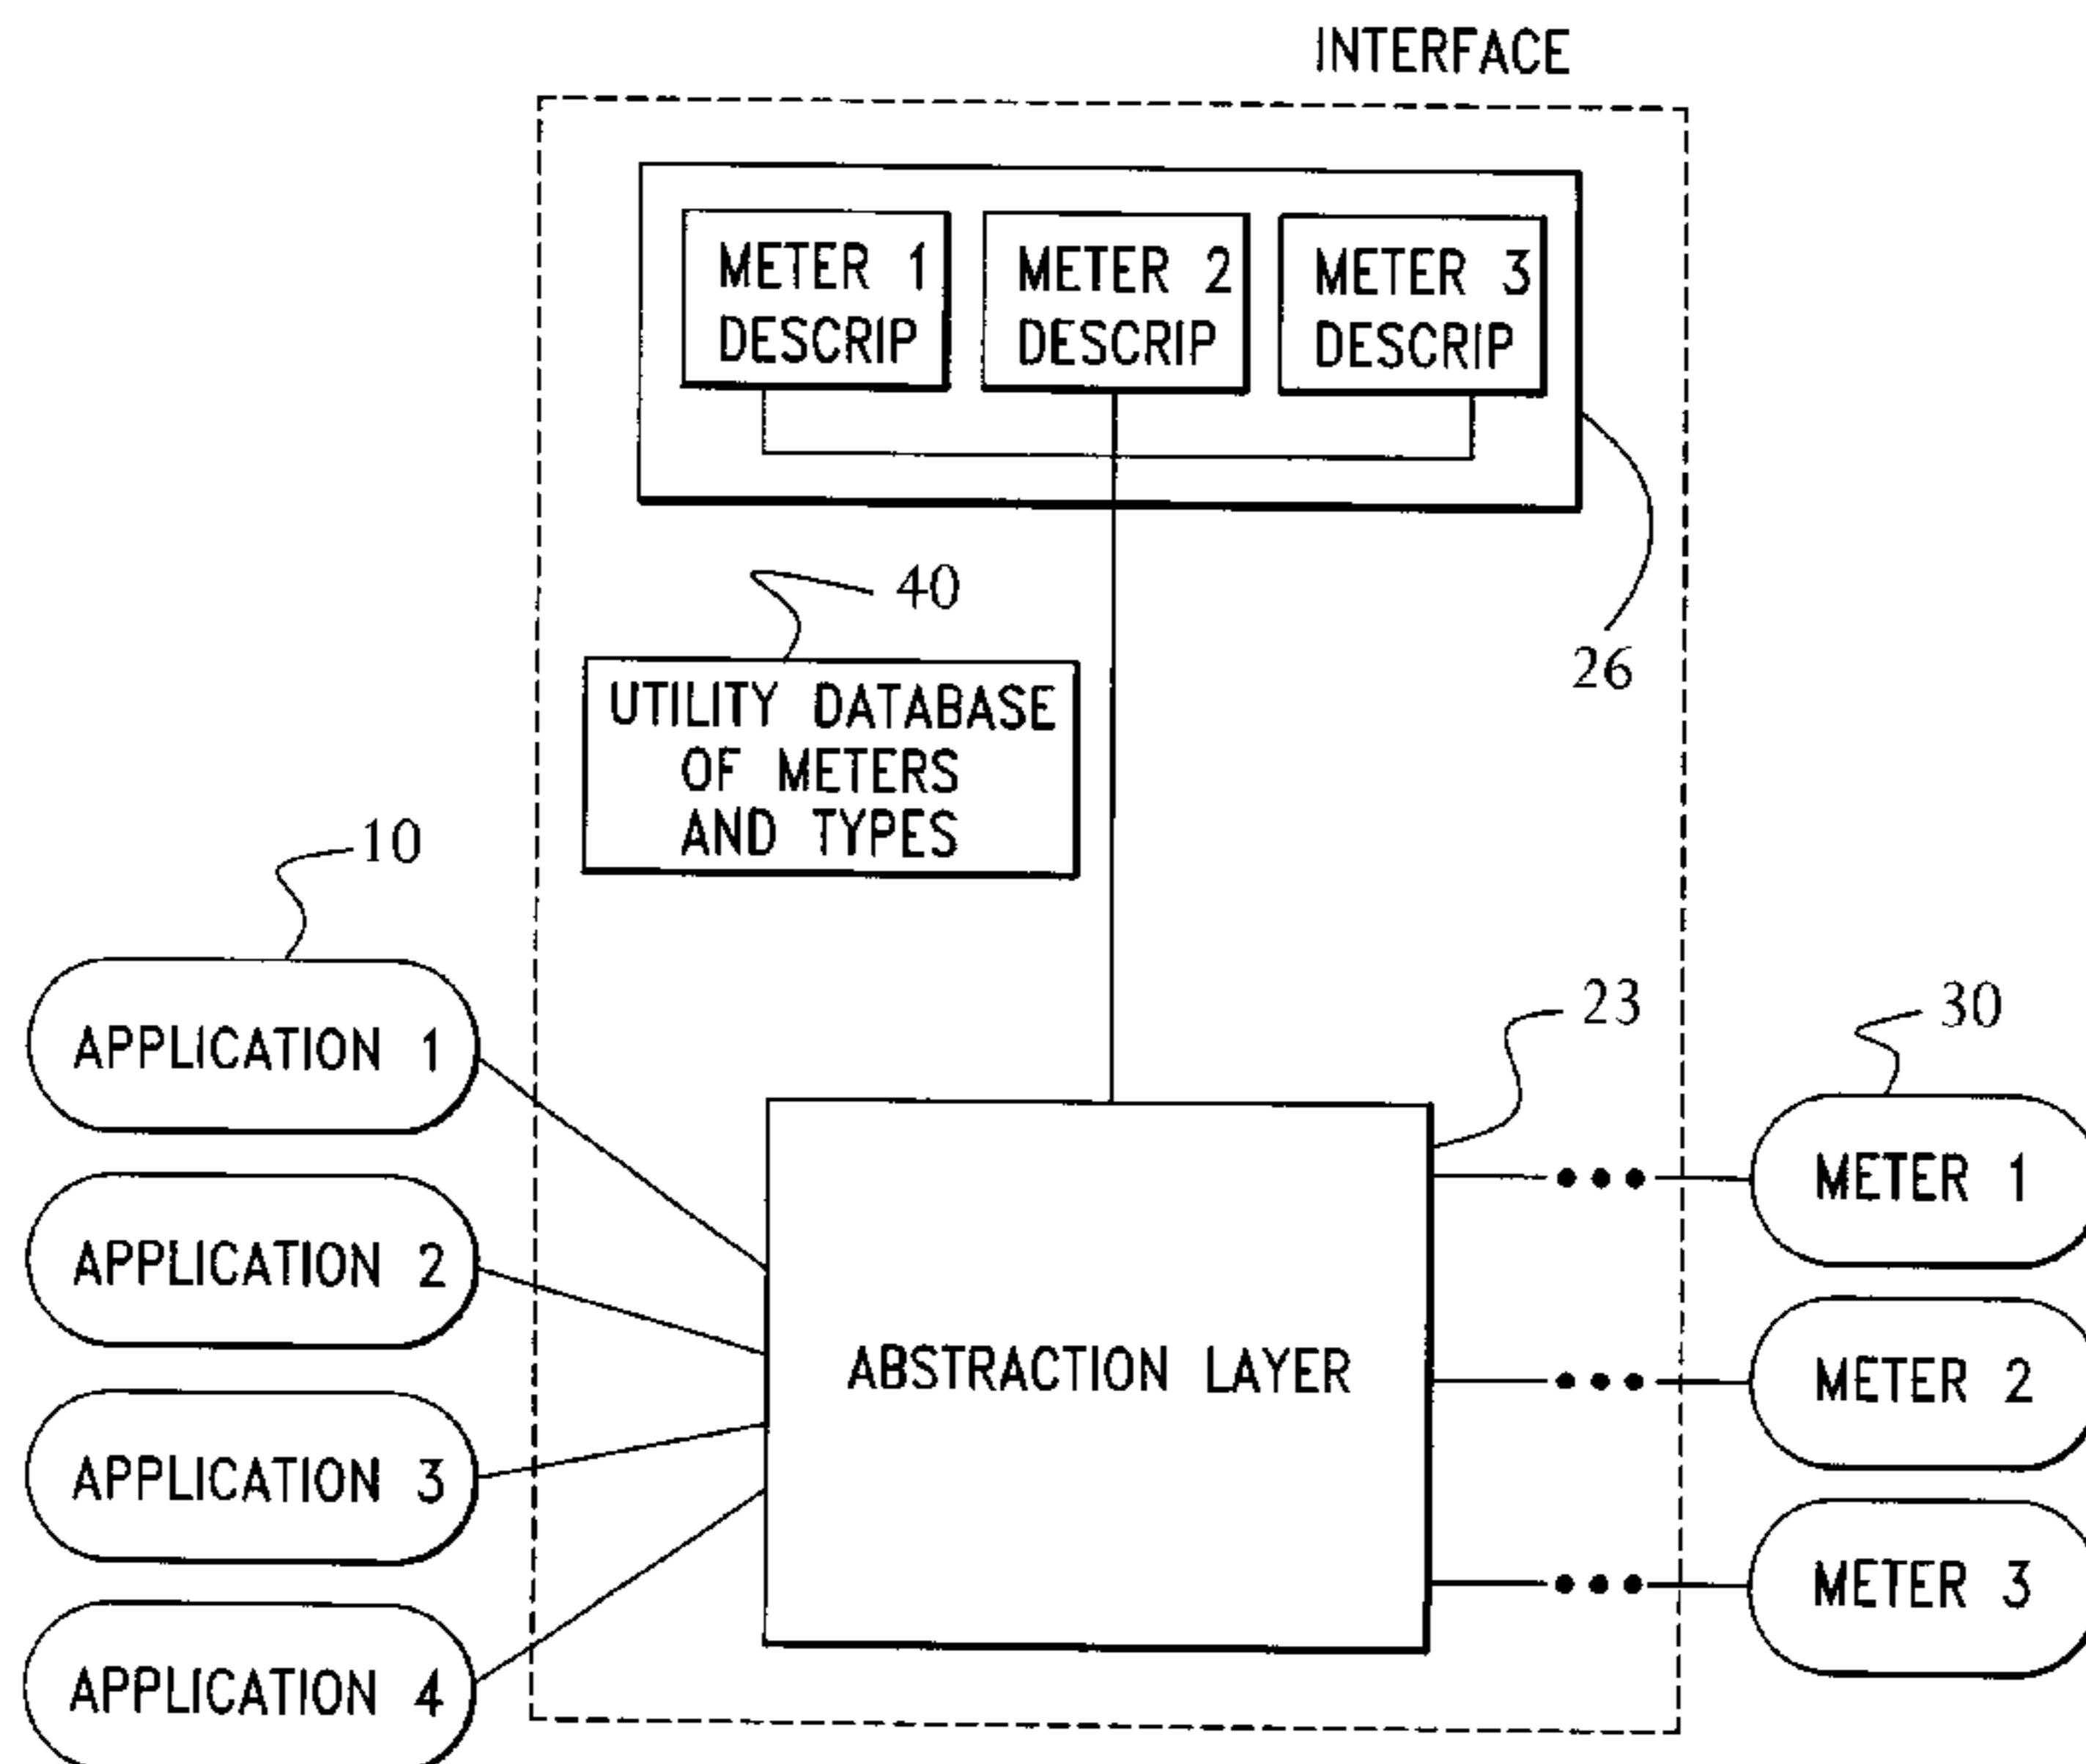 INTERFACE
METER 1
DESCRIP
METER 2
DESCRIP
METER 3
DESCRIP
40
26
UTILITY DATABASE
OF METERS
AND TYPES
10
23
30
APPLICATION 1
APPLICATION 2
APPLICATION 3
APPLICATION 4
ABSTRACTION LAYER
METER 1
METER 2
METER 3